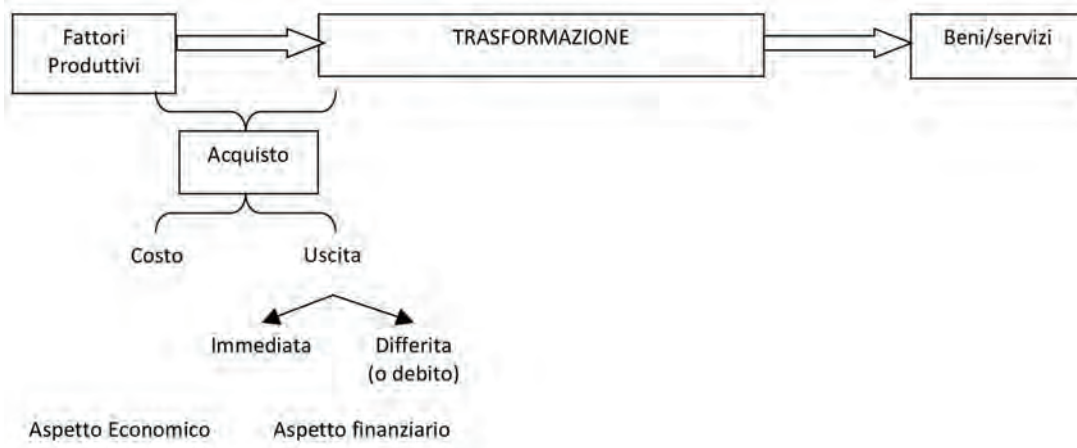 Fattori
Produttivi
TRASFORMAZIONE
Beni/servizi
Acquisto
Costo
Uscita
Immediata
Differita
(o debito)
Aspetto Economico
Aspetto finanziario